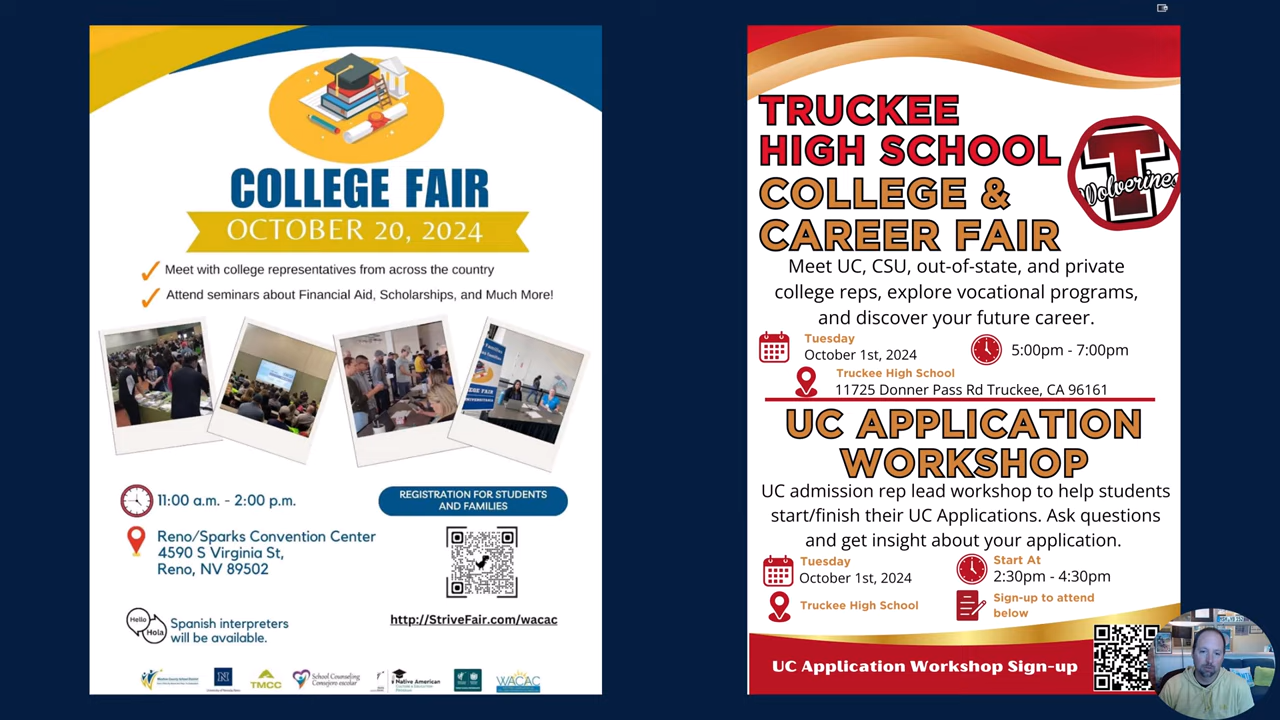 COLLEGE FAIR
OCTOBER 20, 2024
Meet with college representatives from across the country
Attend seminars about Financial Aid, Scholarships, and Much More!
11:00 a.m. - 2:00 p.m.
Reno/Sparks Convention Center
4590 S Virginia St,
Reno, NV 89502
REGISTRATION FOR STUDENTS
AND FAMILIES
http://StriveFair.com/wacac
Hello
Hola
Spanish interpreters
will be available.
TMCC
School Counseling
Consejero escolar
Native American
WACAC
TRUCKEE
HIGH SCHOOL
COLLEGE &
CAREER FAIR
T
Wolverines
Meet UC, CSU, out-of-state, and private
college reps, explore vocational programs,
and discover your future career.
Tuesday
October 1st, 2024
5:00pm - 7:00pm
Truckee High School
11725 Donner Pass Rd Truckee, CA 96161
UC APPLICATION
WORKSHOP
UC admission rep lead workshop to help students
start/finish their UC Applications. Ask questions
and get insight about your application.
Tuesday
October 1st, 2024
Start At
2:30pm - 4:30pm
Truckee High School
Sign-up to attend
below
UC Application Workshop Sign-up